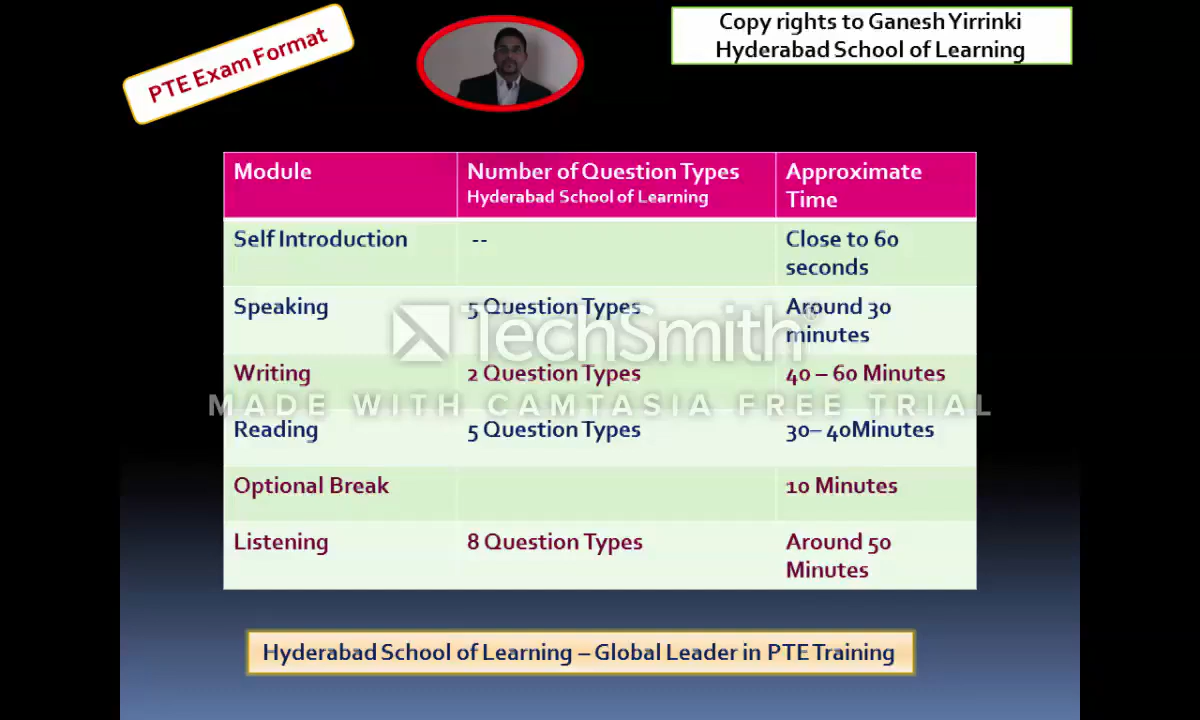 PTE Exam Format
Copy rights to Ganesh Yirrinki
Hyderabad School of Learning
Module
Number of Question Types
Hyderabad School of Learning
Approximate
Time
Self Introduction
--
Close to 60
seconds
Speaking
5 Question Types
Around 30
minutes
TechSmith®
Writing
2 Question Types
40 – 60 Minutes
MADE WITH CAMTASIA FREE TRIAL
Reading
5 Question Types
30– 40Minutes
Optional Break
10 Minutes
Listening
8 Question Types
Around 50
Minutes
Hyderabad School of Learning – Global Leader in PTE Training